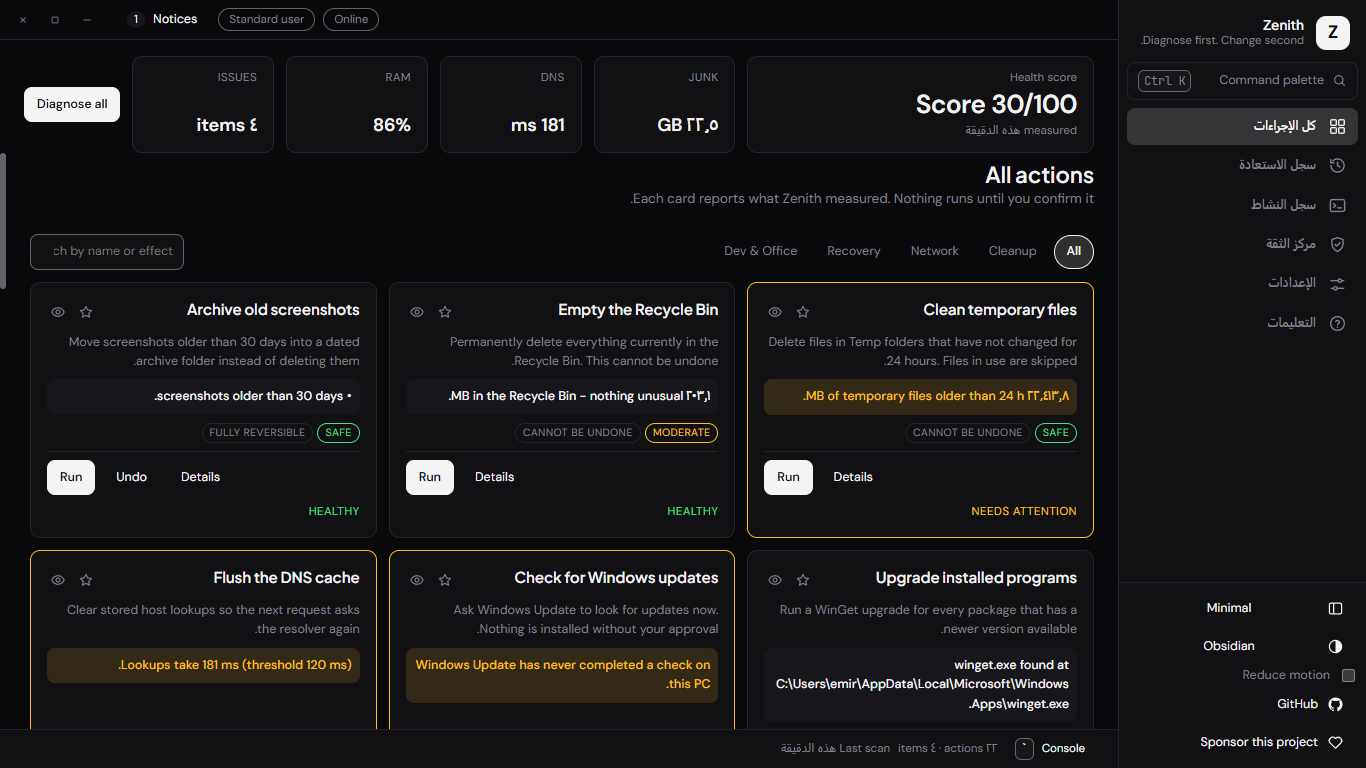 1 Notices
Standard user
Online
Zenith
Diagnose first. Change second.
Z
Ctrl K
Command palette
كل الإجراءات
سجل الاستعادة
سجل النشاط
مركز الثقة
الإعدادات
التعليمات
Health score
Score 30/100
measured هذه الدقيقة
JUNK
٢٢٫٥ GB
DNS
181 ms
RAM
86%
ISSUES
٤ items
Diagnose all
All actions
Each card reports what Zenith measured. Nothing runs until you confirm it.
All
Cleanup
Network
Recovery
Dev & Office
ch by name or effect
Clean temporary files
Delete files in Temp folders that have not changed for
24 hours. Files in use are skipped.
٢٢٬٤١٣٫٨ MB of temporary files older than 24 h.
SAFE
CANNOT BE UNDONE
Run
Details
NEEDS ATTENTION
Empty the Recycle Bin
Permanently delete everything currently in the
Recycle Bin. This cannot be undone.
٢٠٣٫١ MB in the Recycle Bin - nothing unusual.
MODERATE
CANNOT BE UNDONE
Run
Details
HEALTHY
Archive old screenshots
Move screenshots older than 30 days into a dated
archive folder instead of deleting them.
٠ screenshots older than 30 days.
SAFE
FULLY REVERSIBLE
Run
Undo
Details
HEALTHY
Upgrade installed programs
Run a WinGet upgrade for every package that has a
newer version available.
winget.exe found at
C:\Users\emir\AppData\Local\Microsoft\Windows
Apps\winget.exe.
Check for Windows updates
Ask Windows Update to look for updates now.
Nothing is installed without your approval.
Windows Update has never completed a check on
this PC.
Flush the DNS cache
Clear stored host lookups so the next request asks
the resolver again.
Lookups take 181 ms (threshold 120 ms).
Minimal
Obsidian
Reduce motion
GitHub
Sponsor this project
Console
`
٢٢ actions · ٤ items
Last scan هذه الدقيقة